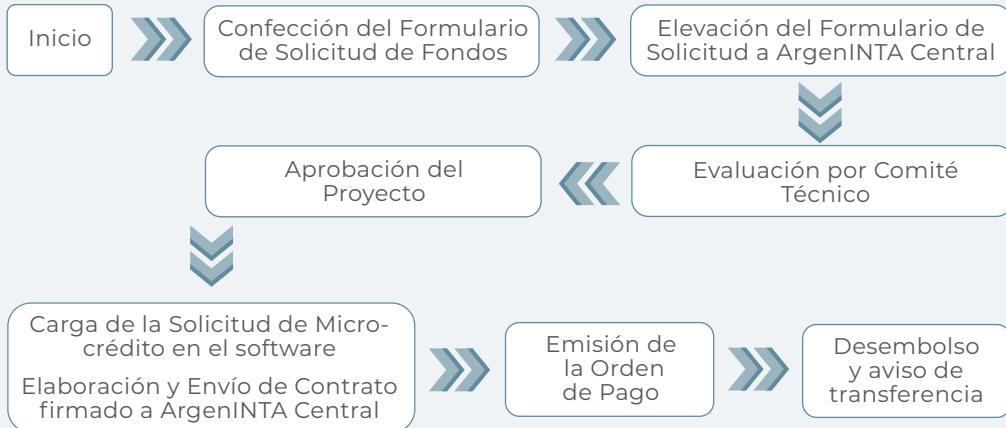 Inicio
Confección del Formulario
de Solicitud de Fondos
Elevación del Formulario de
Solicitud a ArgenINTA Central
Evaluación por Comité
Técnico
Aprobación del
Proyecto
Carga de la Solicitud de Micro-
crédito en el software
Elaboración y Envío de Contrato
firmado a ArgenINTA Central
Emisión de
la Orden
de Pago
Desembolso
y aviso de
transferencia